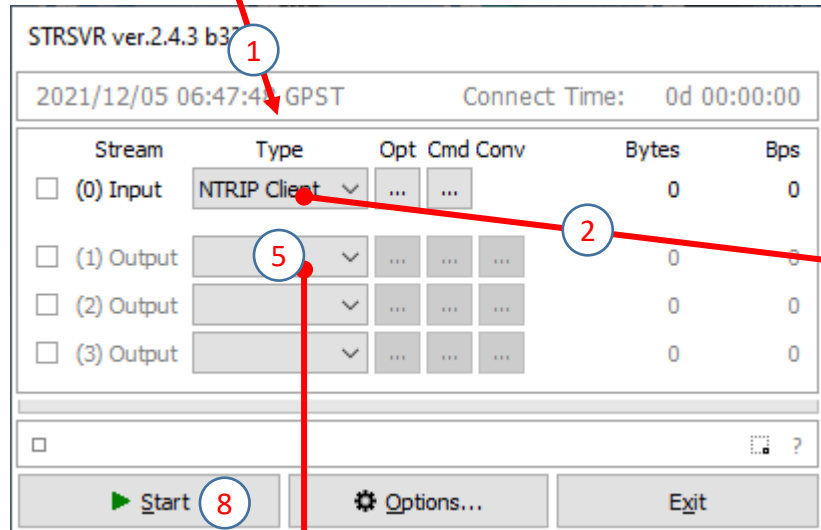 STRSVR ver.2.4.3
1
2021/12/05 06:47:48 GPST Connect Time: 0d 00:00:00
Stream Type Opt Cmd Conv Bytes Bps
(0) Input NTRIP Client ... ... 0 0
2
(1) Output 5 ... ... ... 0 0
(2) Output ... ... ... 0 0
(3) Output ... ... ... 0 0
?
Start 8 Options... Exit